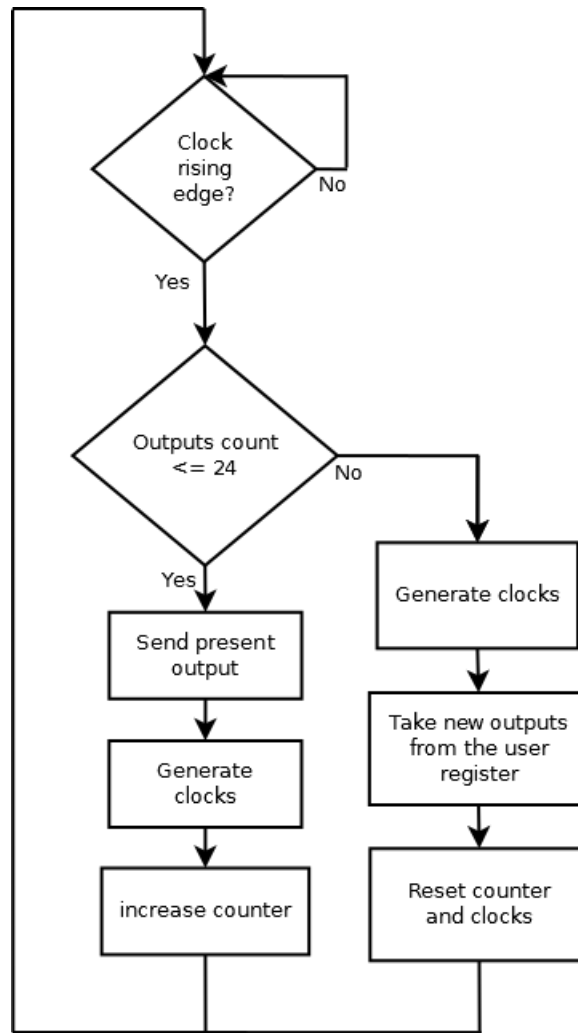 Clock
rising
edge?
No
Yes
Outputs count
<= 24
No
Yes
Send present
output
Generate
clocks
increase counter
Generate clocks
Take new outputs
from the user
register
Reset counter
and clocks